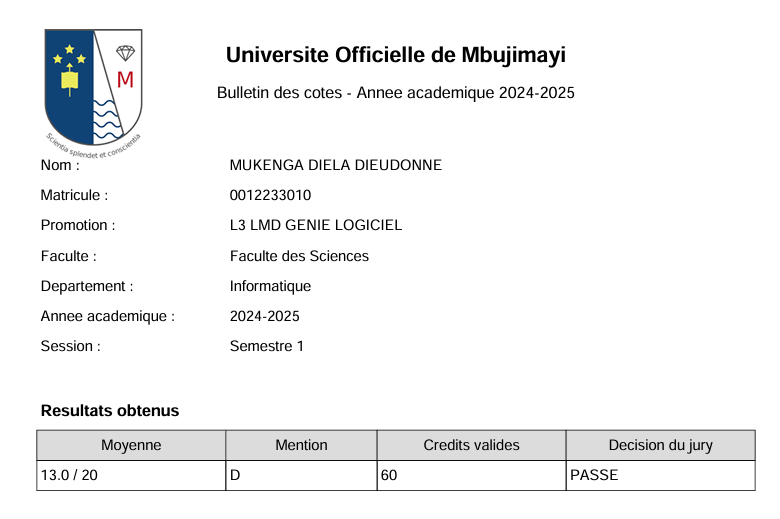 Universite Officielle de Mbujimayi
Bulletin des cotes - Annee academique 2024-2025
M
Scientia splendet et conscientia
Nom : MUKENGA DIELA DIEUDONNE
Matricule : 0012233010
Promotion : L3 LMD GENIE LOGICIEL
Faculte : Faculte des Sciences
Departement : Informatique
Annee academique : 2024-2025
Session : Semestre 1
Resultats obtenus
Moyenne Mention Credits valides Decision du jury
13.0 / 20 D 60 PASSE